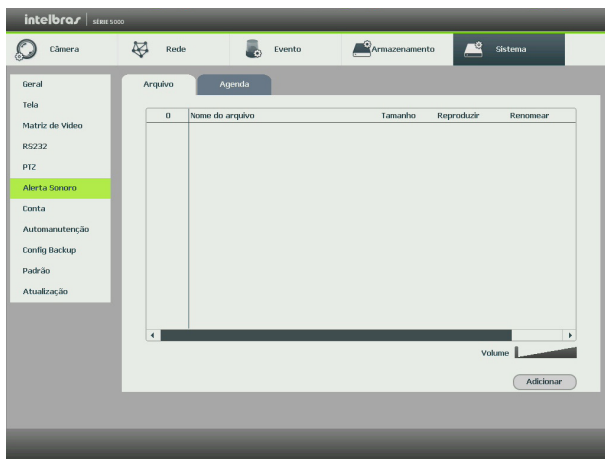 intelbras SÉRIE 5000
Câmera Rede Evento Armazenamento Sistema
Geral
Tela
Matriz de Vídeo
RS232
PTZ
Alerta Sonoro
Conta
Automanutenção
Config Backup
Padrão
Atualização
Arquivo Agenda
0 Nome do arquivo Tamanho Reproduzir Renomear
Volume
Adicionar